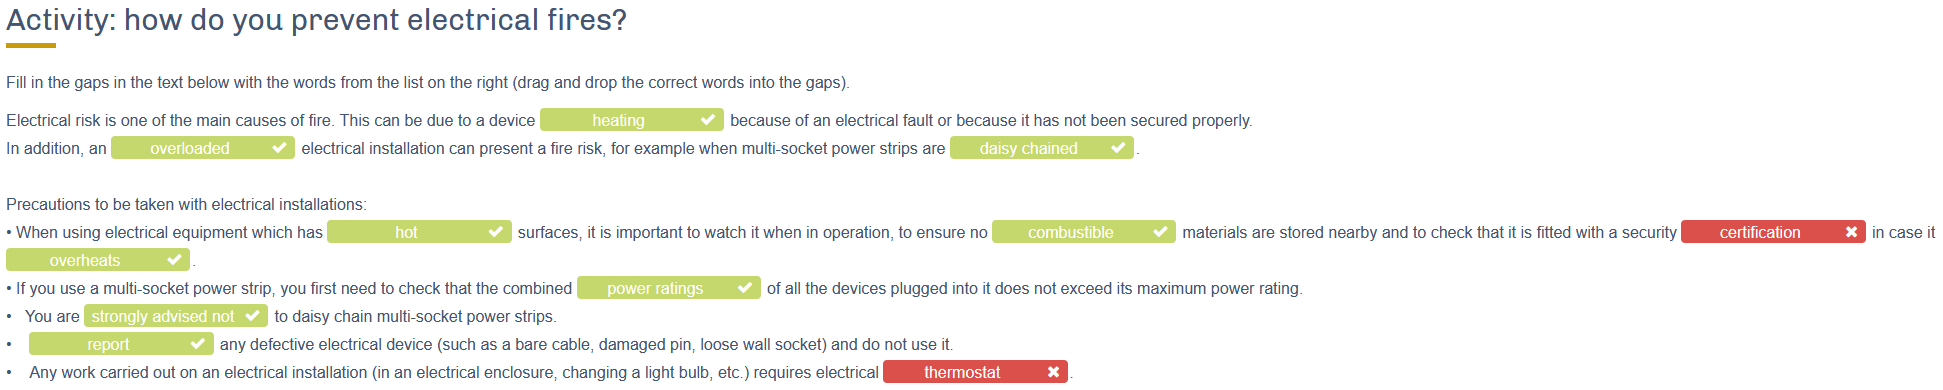 Activity: how do you prevent electrical fires?
Fill in the gaps in the text below with the words from the list on the right (drag and drop the correct words into the gaps).
Electrical risk is one of the main causes of fire. This can be due to a device heating because of an electrical fault or because it has not been secured properly.
In addition, an overloaded electrical installation can present a fire risk, for example when multi-socket power strips are daisy chained .
Precautions to be taken with electrical installations:
• When using electrical equipment which has hot surfaces, it is important to watch it when in operation, to ensure no combustible materials are stored nearby and to check that it is fitted with a security certification in case it
overheats .
• If you use a multi-socket power strip, you first need to check that the combined power ratings of all the devices plugged into it does not exceed its maximum power rating.
• You are strongly advised not to daisy chain multi-socket power strips.
• report any defective electrical device (such as a bare cable, damaged pin, loose wall socket) and do not use it.
• Any work carried out on an electrical installation (in an electrical enclosure, changing a light bulb, etc.) requires electrical thermostat .